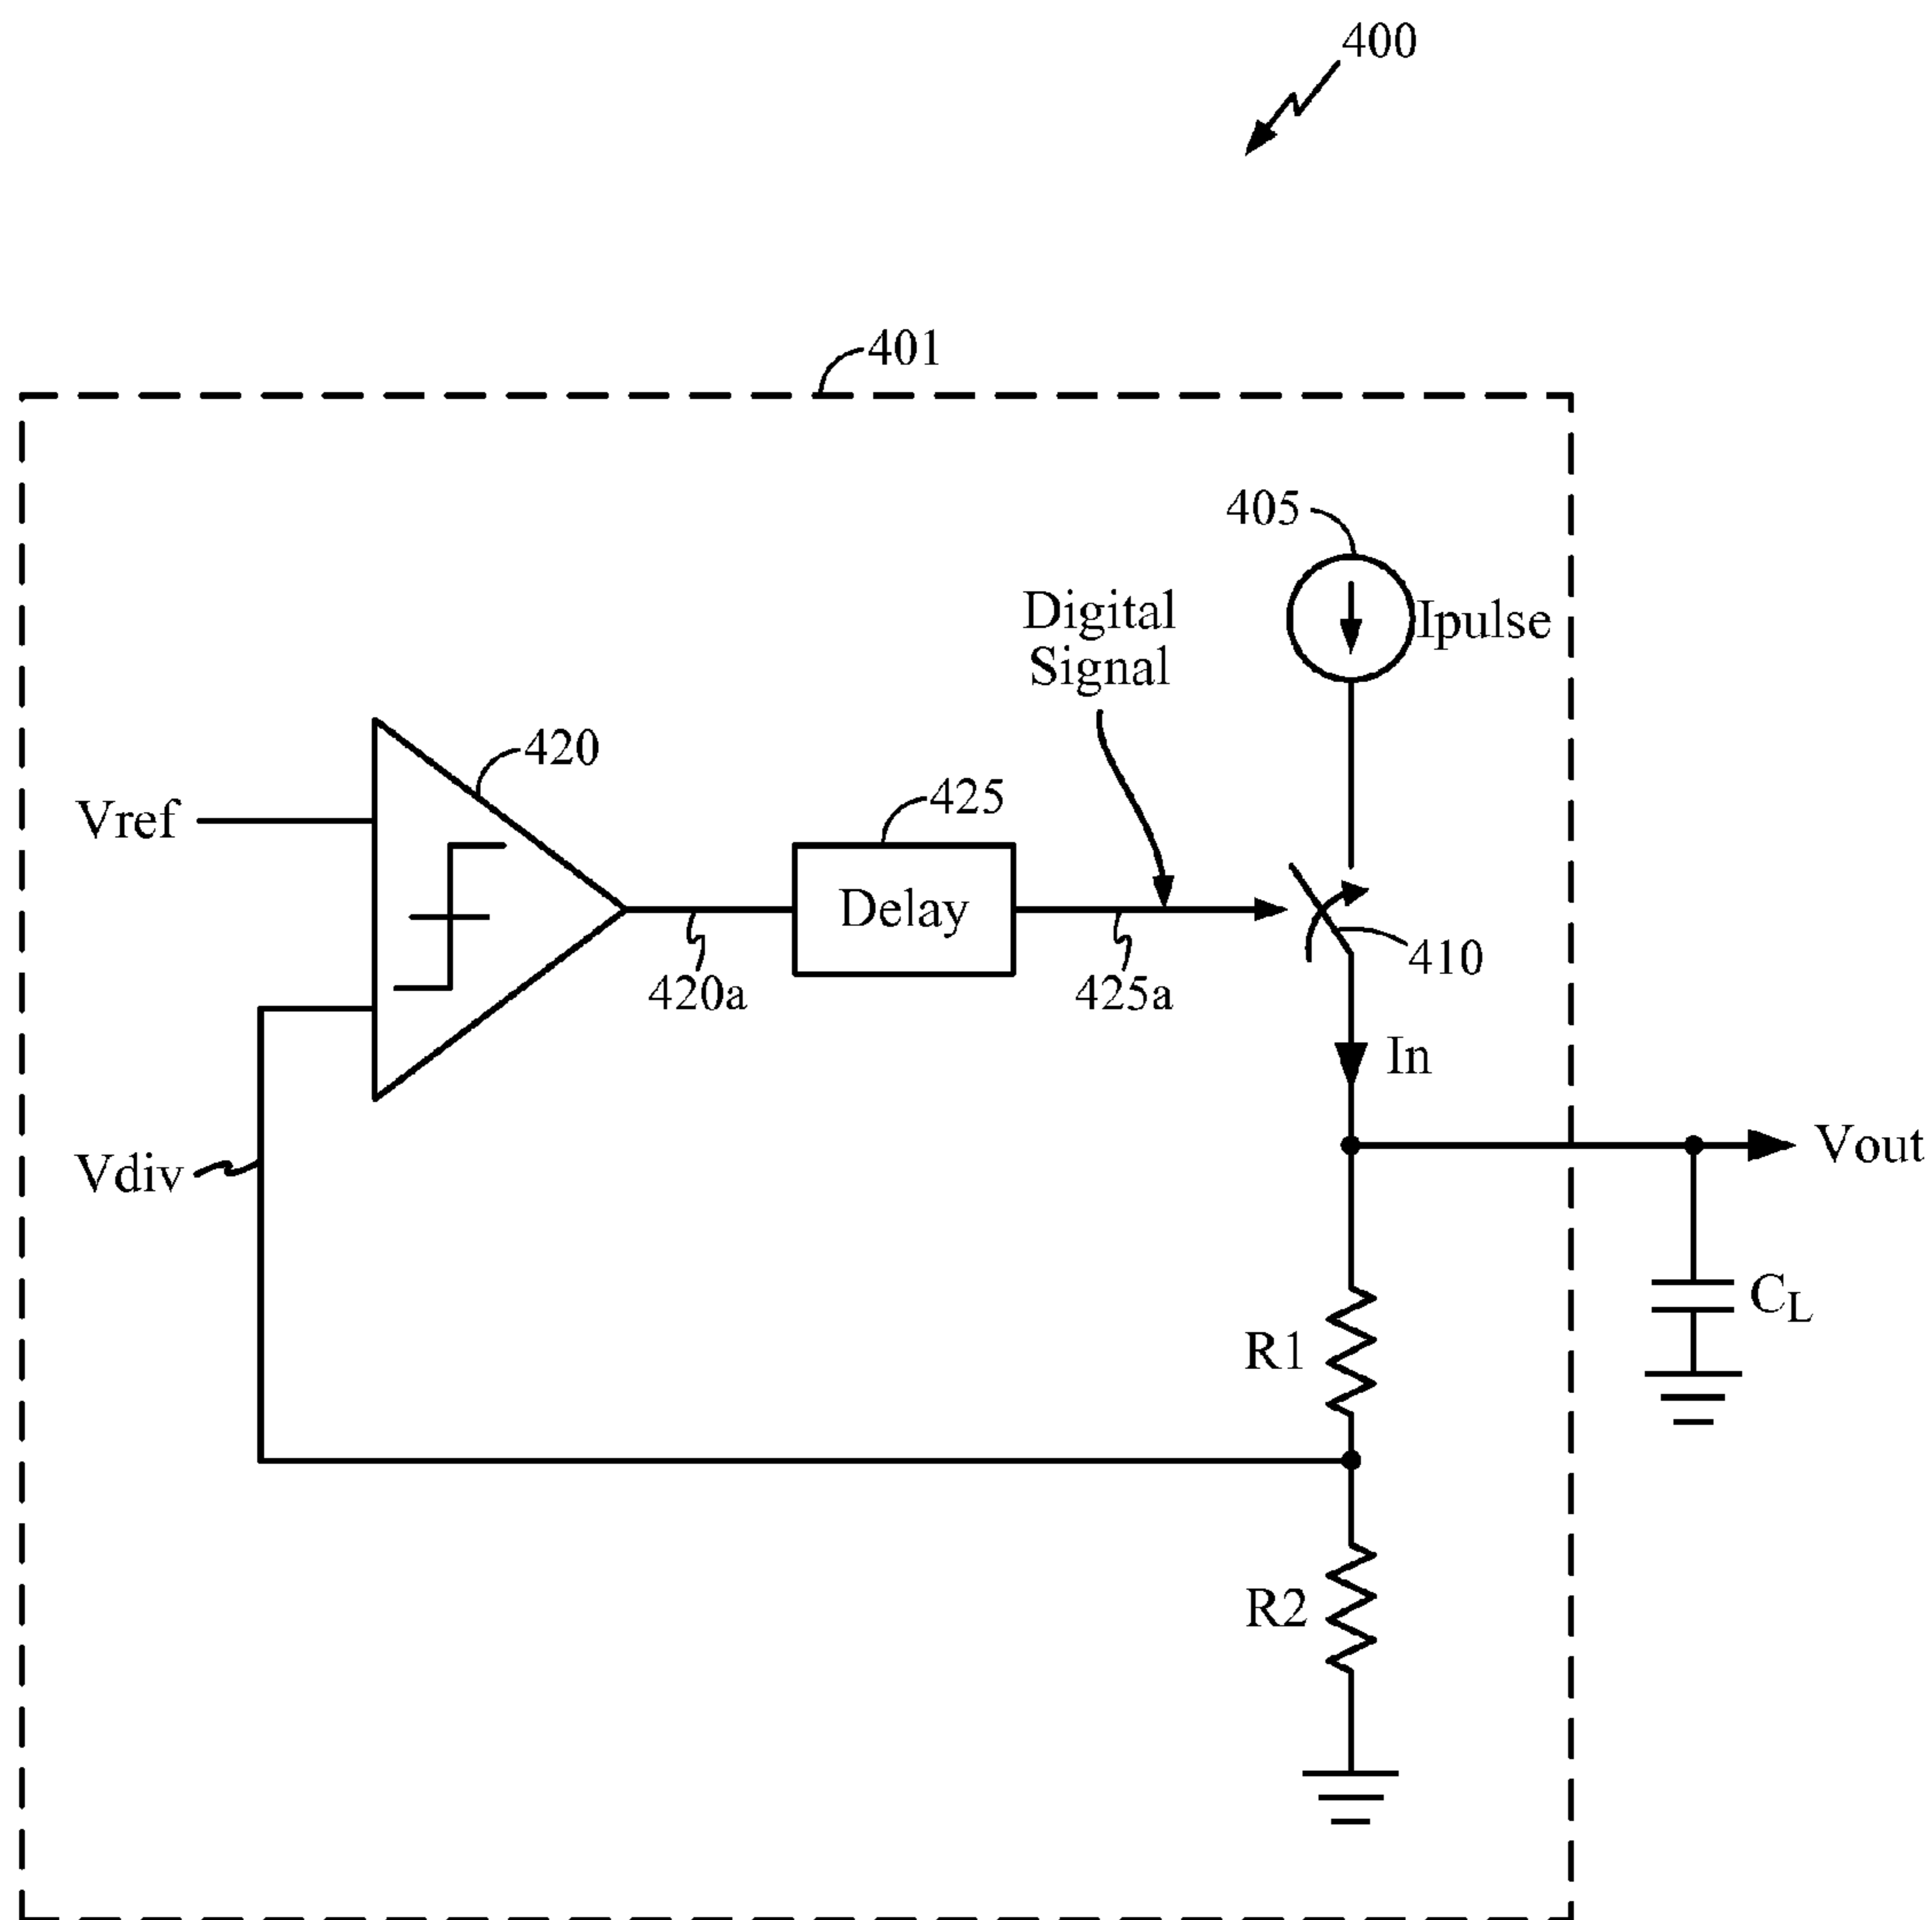 400
401
405
Digital
Signal
Ipulse
420
425
Vref
Delay
410
420a
425a
In
Vdiv
Vout
CL
R1
R2